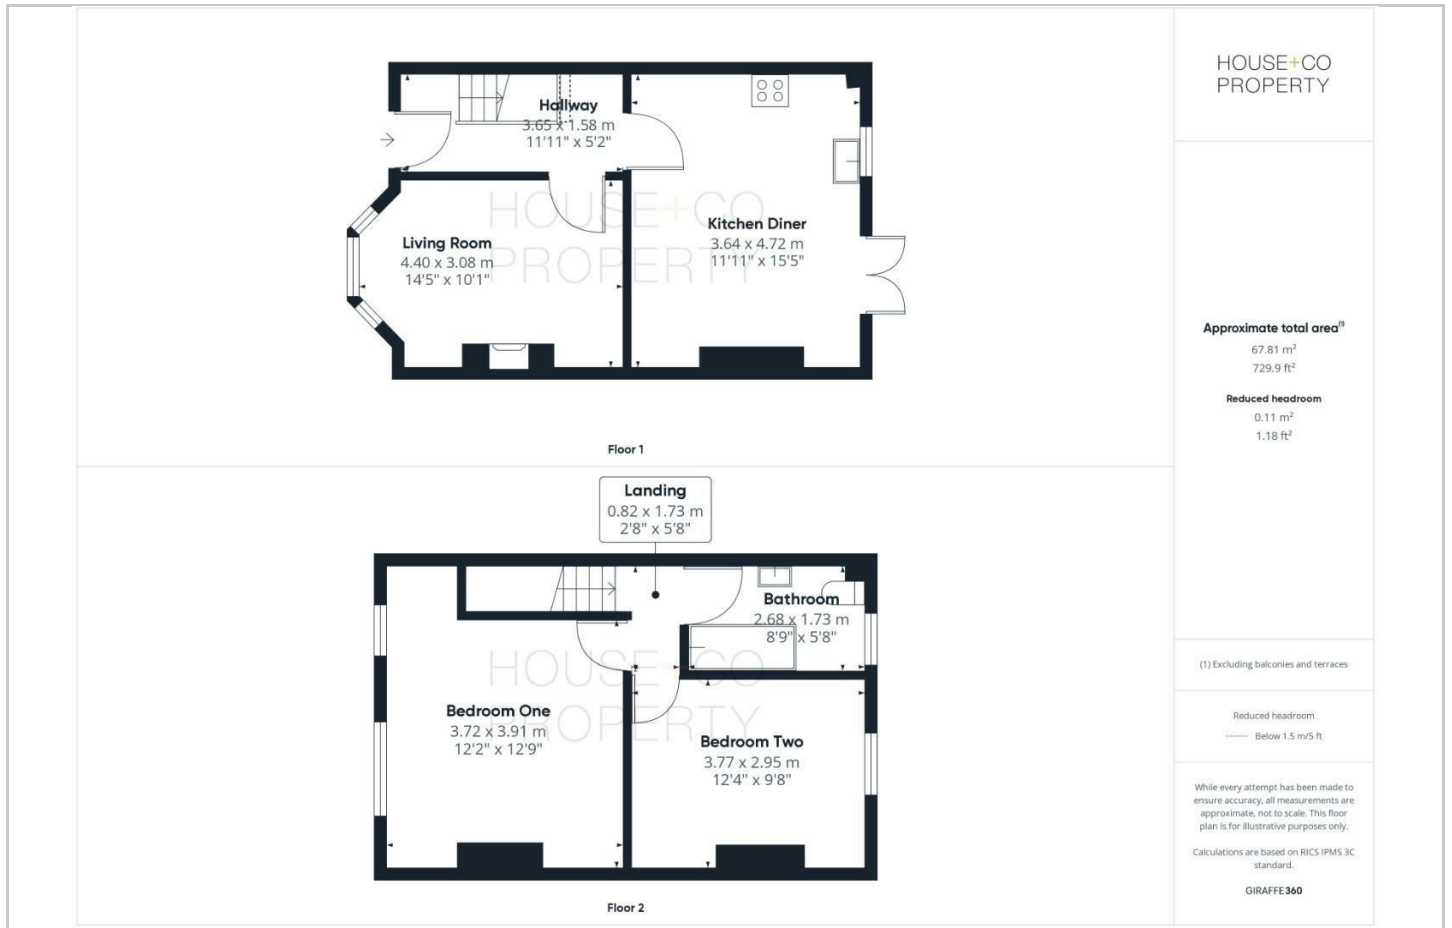 Hallway
3.65 x 1.58 m
11'11" x 5'2"
Living Room
4.40 x 3.08 m
14'5" x 10'1"
Kitchen Diner
3.64 x 4.72 m
11'11" x 15'5"
HOUSE+CO
PROPERTY
Floor 1
Landing
0.82 x 1.73 m
2'8" x 5'8"
Bathroom
2.68 x 1.73 m
8'9" x 5'8"
Bedroom One
3.72 x 3.91 m
12'2" x 12'9"
Bedroom Two
3.77 x 2.95 m
12'4" x 9'8"
HOUSE+CO
PROPERTY
Floor 2
HOUSE+CO
PROPERTY
Approximate total area(1)
67.81 m²
729.9 ft²
Reduced headroom
0.11 m²
1.18 ft²
(1) Excluding balconies and terraces
Reduced headroom
Below 1.5 m/5 ft
While every attempt has been made to
ensure accuracy, all measurements are
approximate, not to scale. This floor
plan is for illustrative purposes only.
Calculations are based on RICS IPMS 3C
standard.
GIRAFFE360